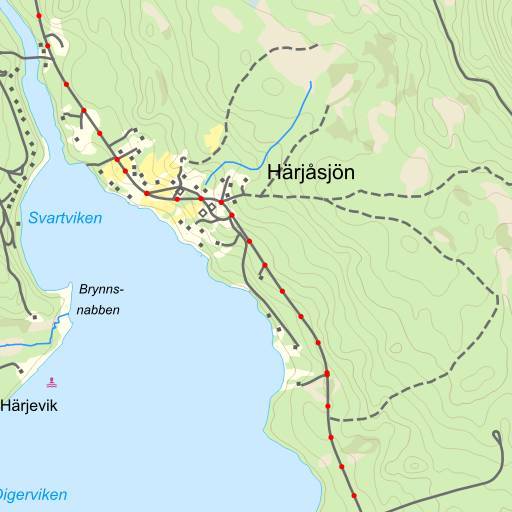 Härjåsjön
Svartviken
Brynns-
nabben
Härjevik
Digerviken